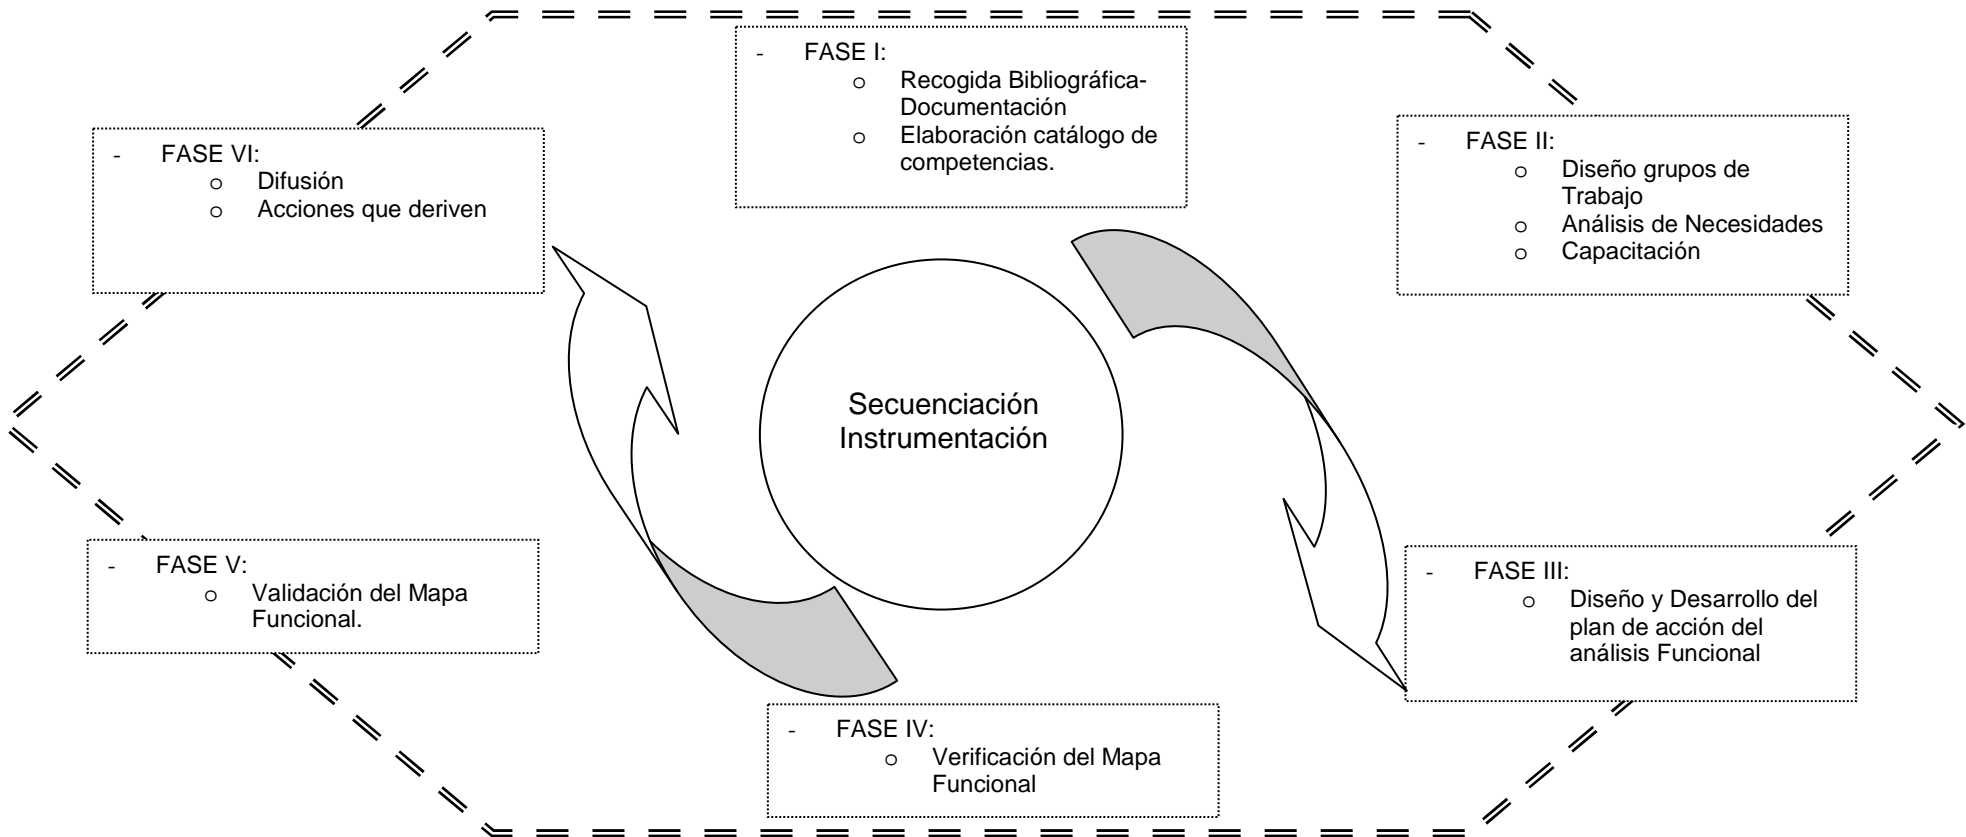 - FASE I:
o Recogida Bibliográfica-
Documentación
o Elaboración catálogo de
competencias.
- FASE II:
o Diseño grupos de
Trabajo
o Análisis de Necesidades
o Capacitación
- FASE III:
o Diseño y Desarrollo del
plan de acción del
análisis Funcional
- FASE IV:
o Verificación del Mapa
Funcional
- FASE V:
o Validación del Mapa
Funcional.
- FASE VI:
o Difusión
o Acciones que deriven
Secuenciación
Instrumentación